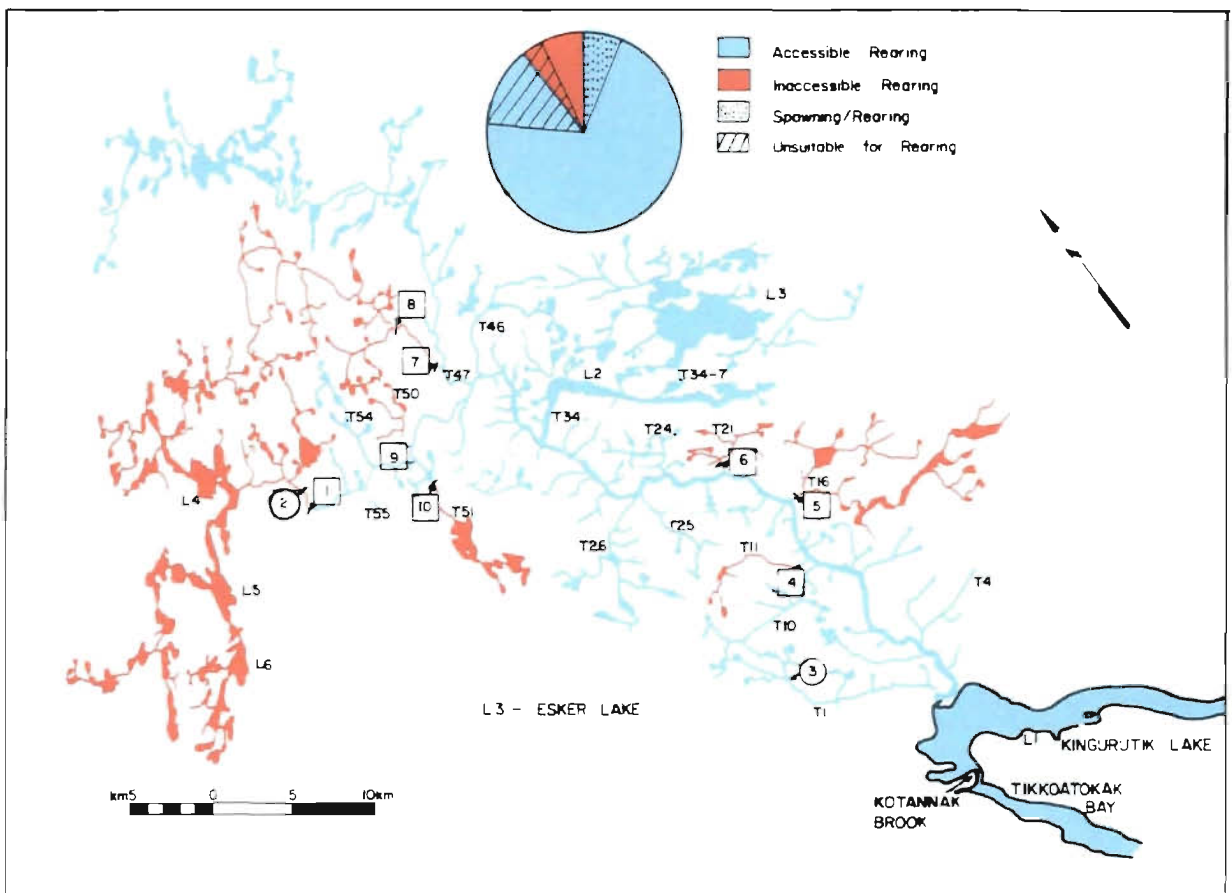 Accessible Rearing
Inaccessible Rearing
Spawning/Rearing
Unsuitable for Rearing
L3
8
T46
7
T47
L2
T34-7
T50
T54
T34
T24
T21
9
6
L4
2
1
T16
10
T55
T51
5
T25
T26
T11
4
T4
L5
T10
L6
3
L3 - ESKER LAKE
T1
L1 KINGURUTIK LAKE
km5 0 5 10km
TIKKOATOKAK
BAY
KOTANNAK
BROOK